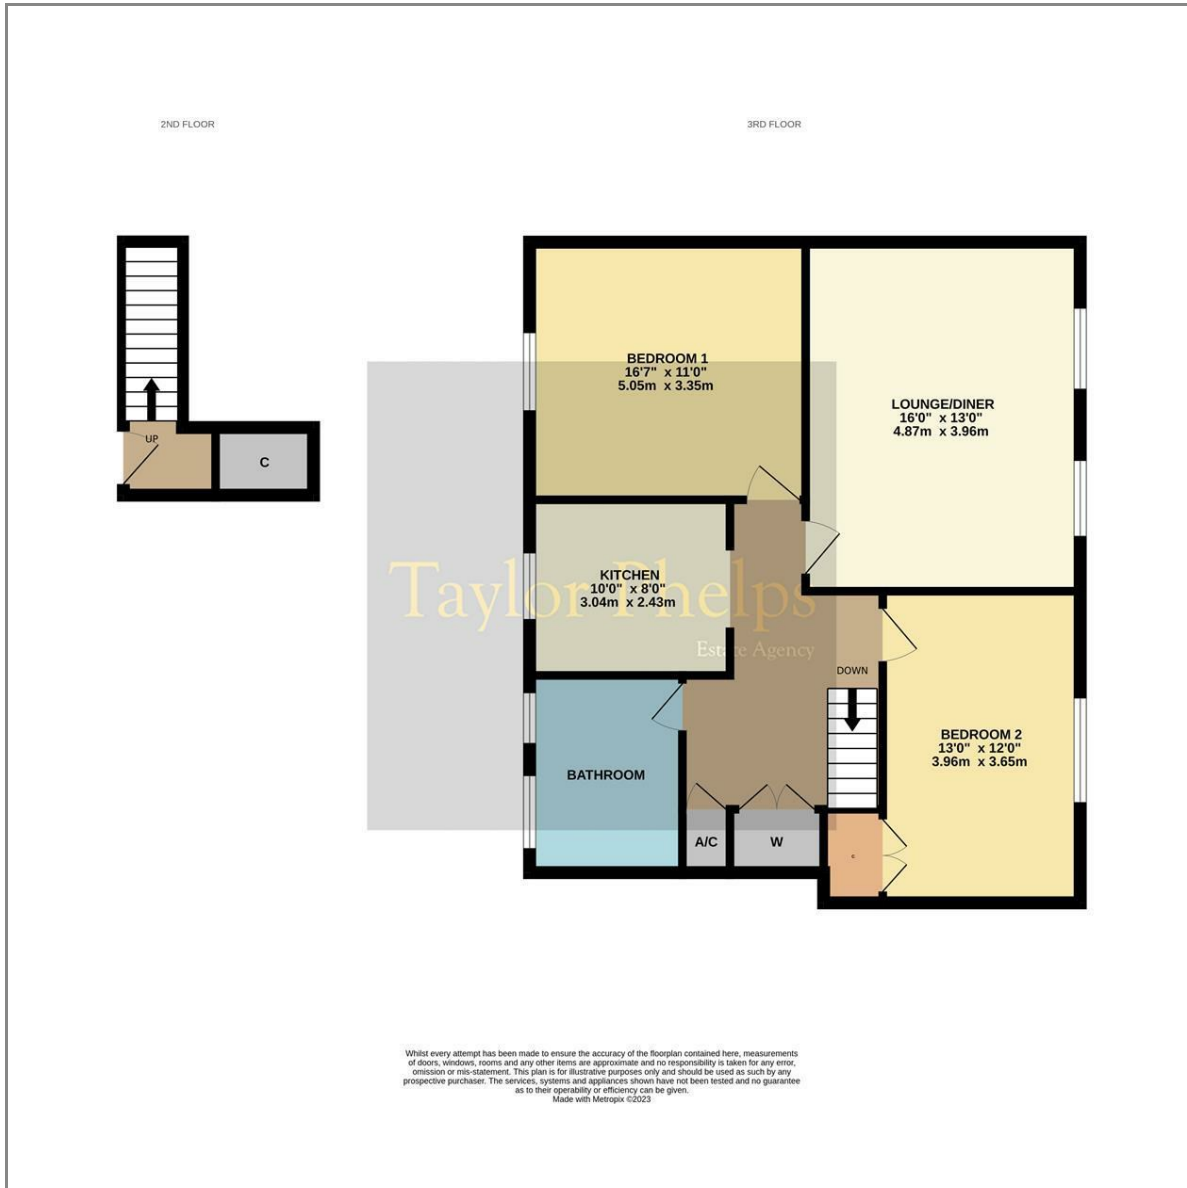 2ND FLOOR
3RD FLOOR
BEDROOM 1
16'7" x 11'0"
5.05m x 3.35m
LOUNGE/DINER
16'0" x 13'0"
4.87m x 3.96m
UP
C
KITCHEN
10'0" x 8'0"
3.04m x 2.43m
Taylor Phelps
Estate Agency
DOWN
BEDROOM 2
13'0" x 12'0"
3.96m x 3.65m
BATHROOM
A/C
W
C
Whilst every attempt has been made to ensure the accuracy of the floorplan contained here, measurements
of doors, windows, rooms and any other items are approximate and no responsibility is taken for any error,
omission or mis-statement. This plan is for illustrative purposes only and should be used as such by any
prospective purchaser. The services, systems and appliances shown have not been tested and no guarantee
as to their operability or efficiency can be given.
Made with Metropix ©2023